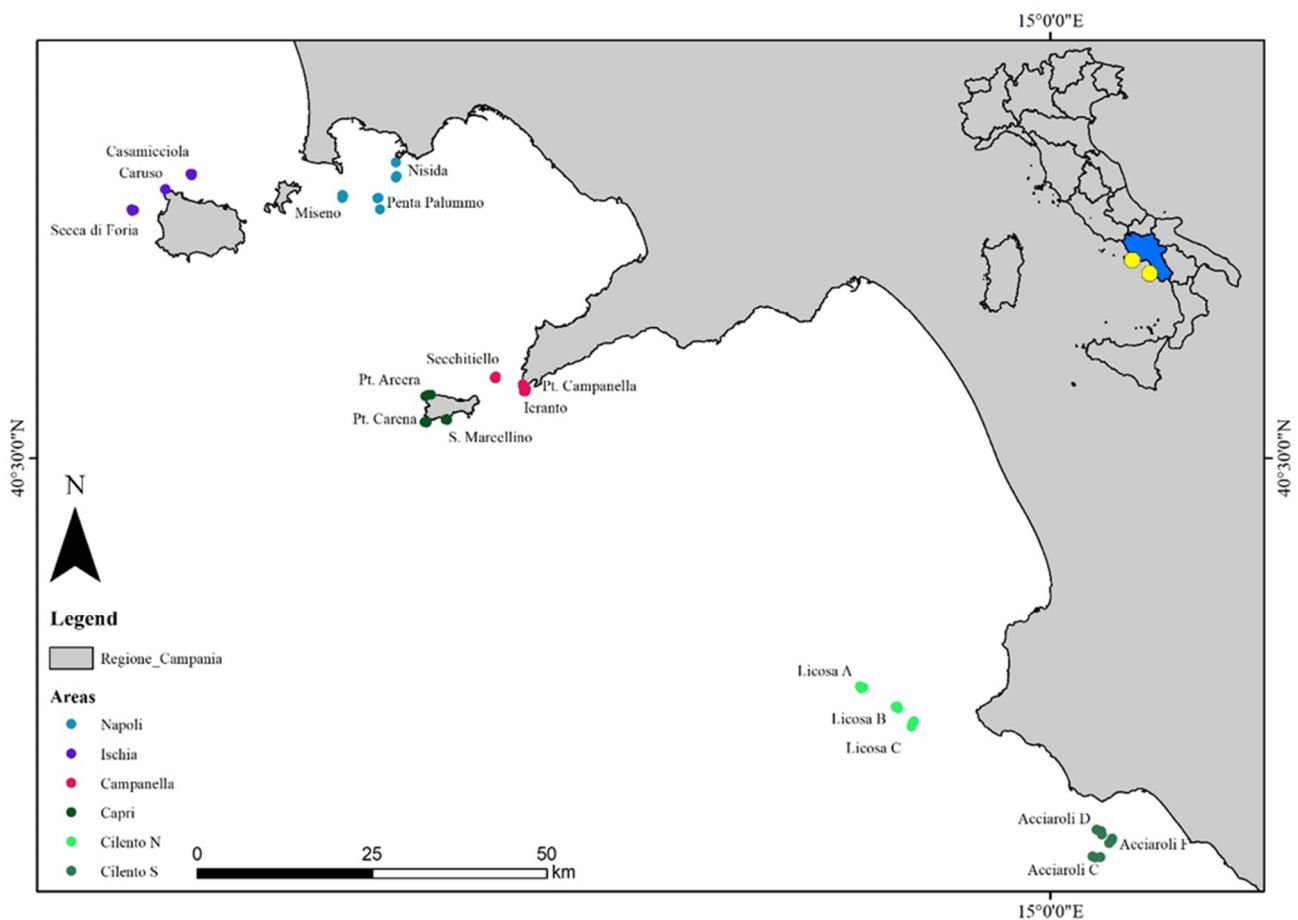 15°0'0"E
Casamicciola
Caruso
Nisida
Penta Palummo
Miseno
Secca di Foria
Secchitiello
Pt. Arcera
Pt. Campanella
Ieranto
Pt. Carena
S. Marcellino
40°30'0"N
40°30'0"N
N
Legend
Regione_Campania
Licosa A
Licosa B
Licosa C
Areas
Napoli
Ischia
Campanella
Capri
Cilento N
Cilento S
0
25
50
km
Acciaroli D
Acciaroli
Acciaroli C
15°0'0"E